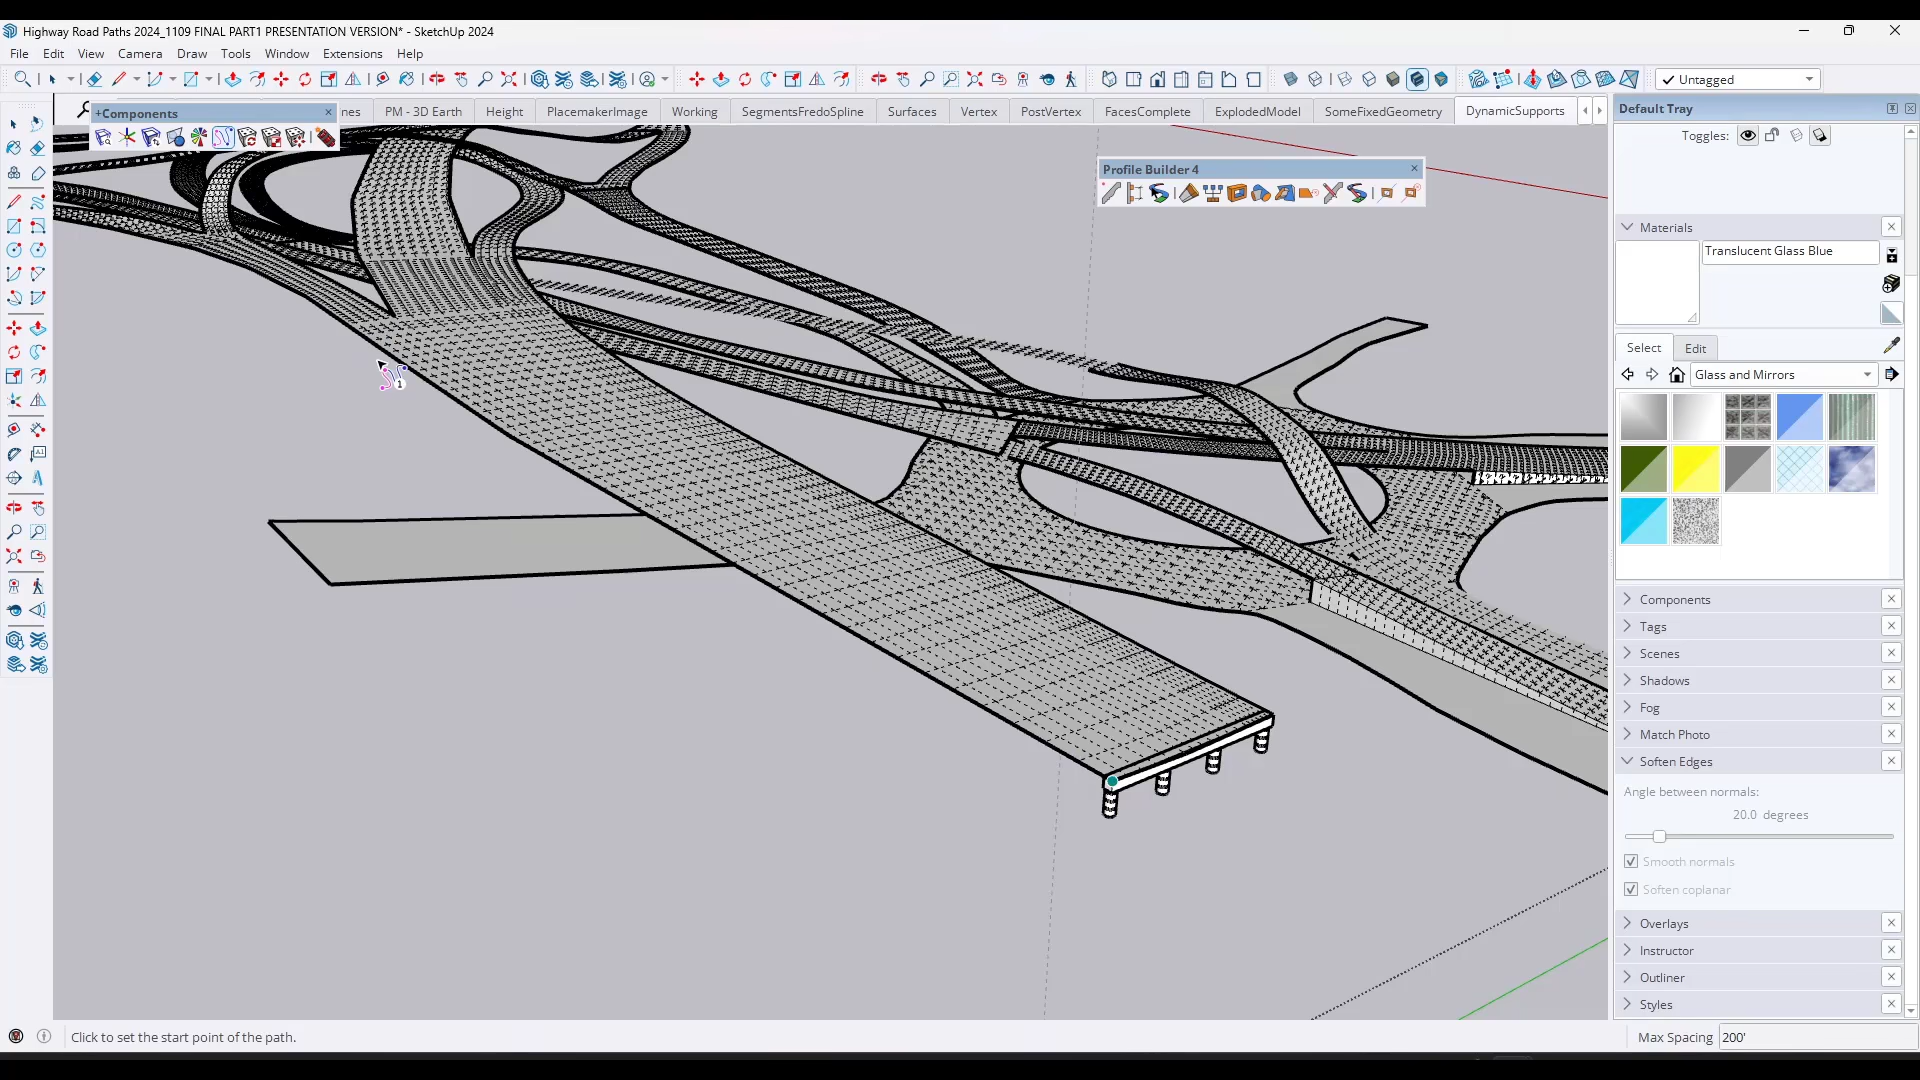 Highway Road Paths 2024_1109 FINAL PART1 PRESENTATION VERSION* - SketchUp 2024
File Edit View Camera Draw Tools Window Extensions Help
Untagged
+Components
nes PM - 3D Earth Height PlacemakerImage Working SegmentsFredoSpline Surfaces Vertex PostVertex FacesComplete ExplodedModel SomeFixedGeometry DynamicSupports
Default Tray
Toggles:
Profile Builder 4
Materials
Translucent Glass Blue
Select Edit
Glass and Mirrors
Components
Tags
Scenes
Shadows
Fog
Match Photo
Soften Edges
Angle between normals:
20.0 degrees
Smooth normals
Soften coplanar
Overlays
Instructor
Outliner
Styles
1
Click to set the start point of the path.
Max Spacing 200'